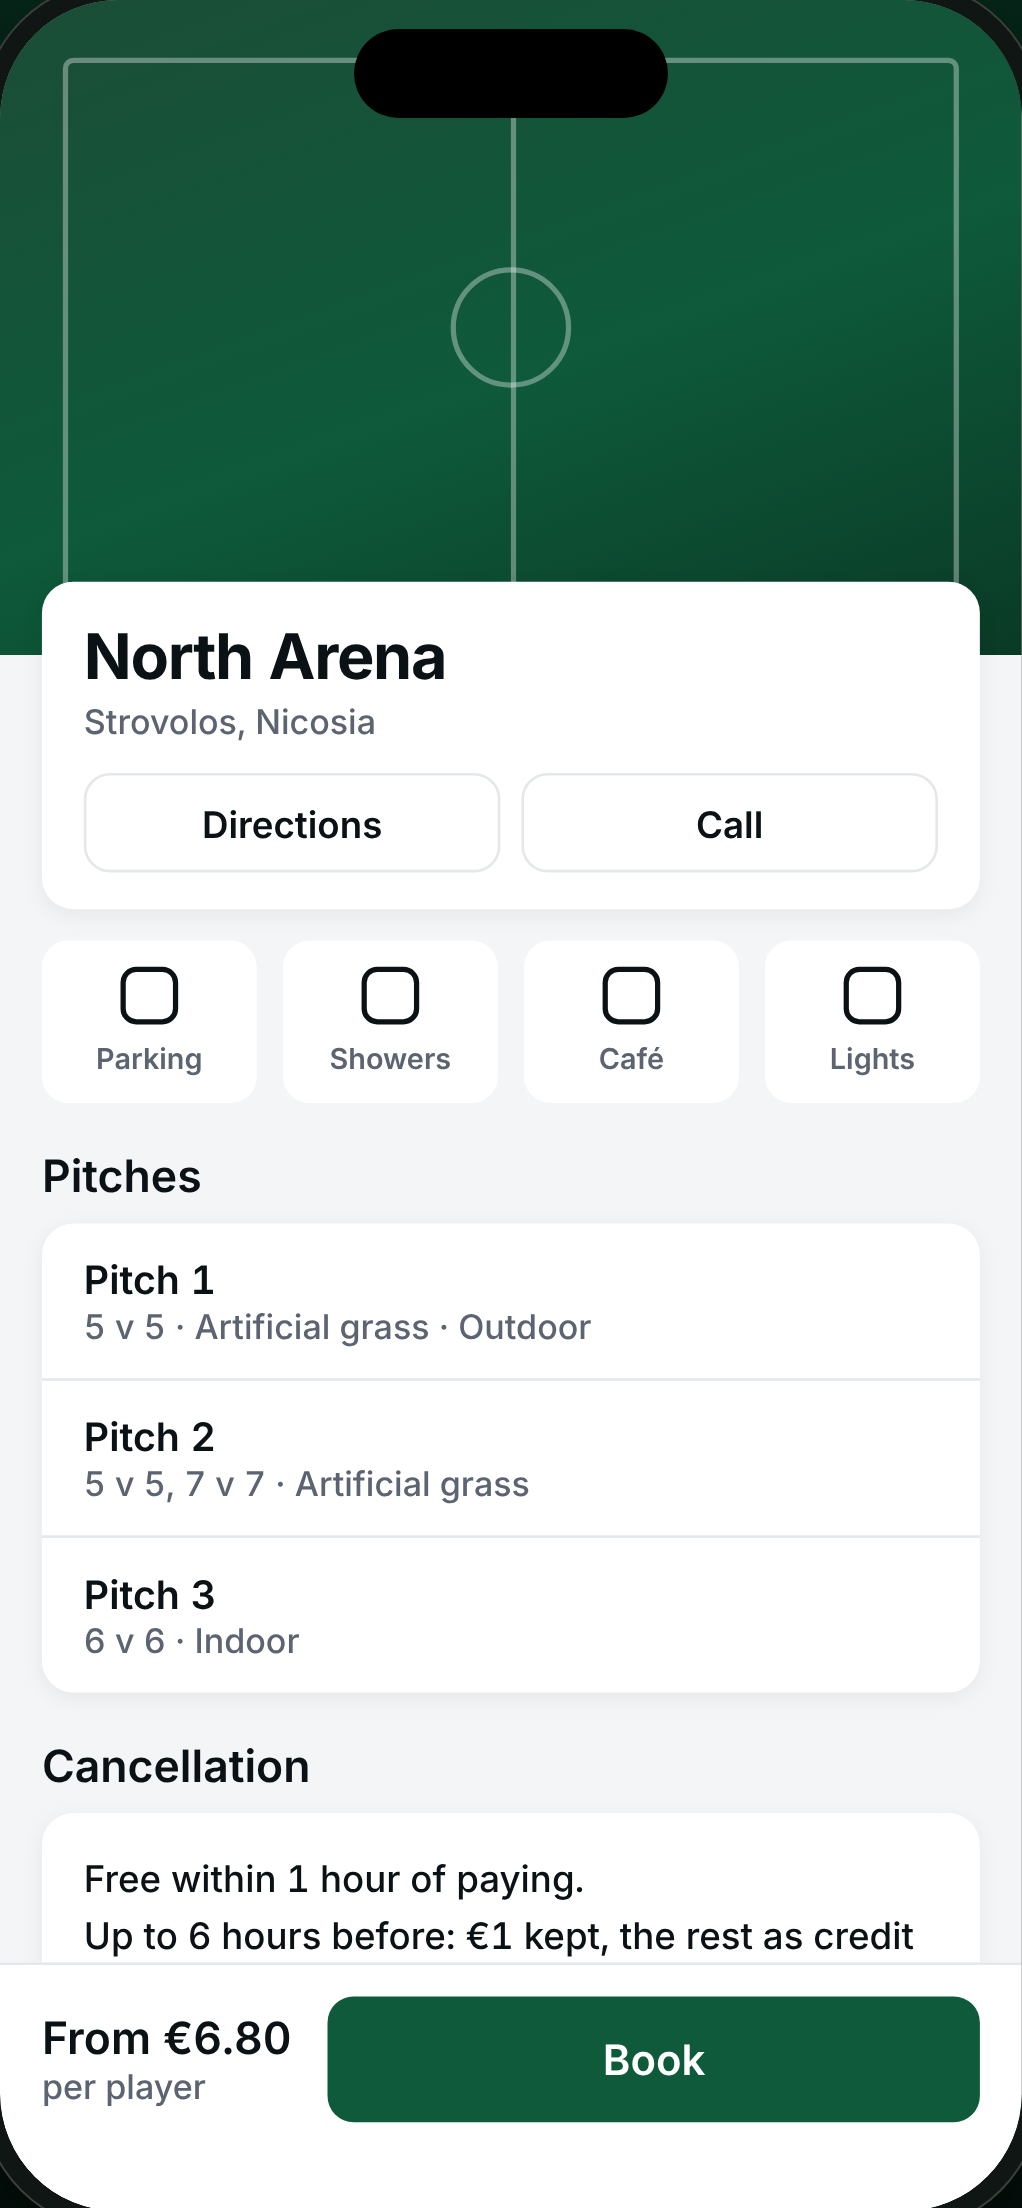 North Arena
Strovolos, Nicosia
Directions
Call
Parking
Showers
Café
Lights
Pitches
Pitch 1
5 v 5 · Artificial grass · Outdoor
Pitch 2
5 v 5, 7 v 7 · Artificial grass
Pitch 3
6 v 6 · Indoor
Cancellation
Free within 1 hour of paying.
Up to 6 hours before: €1 kept, the rest as credit
From €6.80
per player
Book